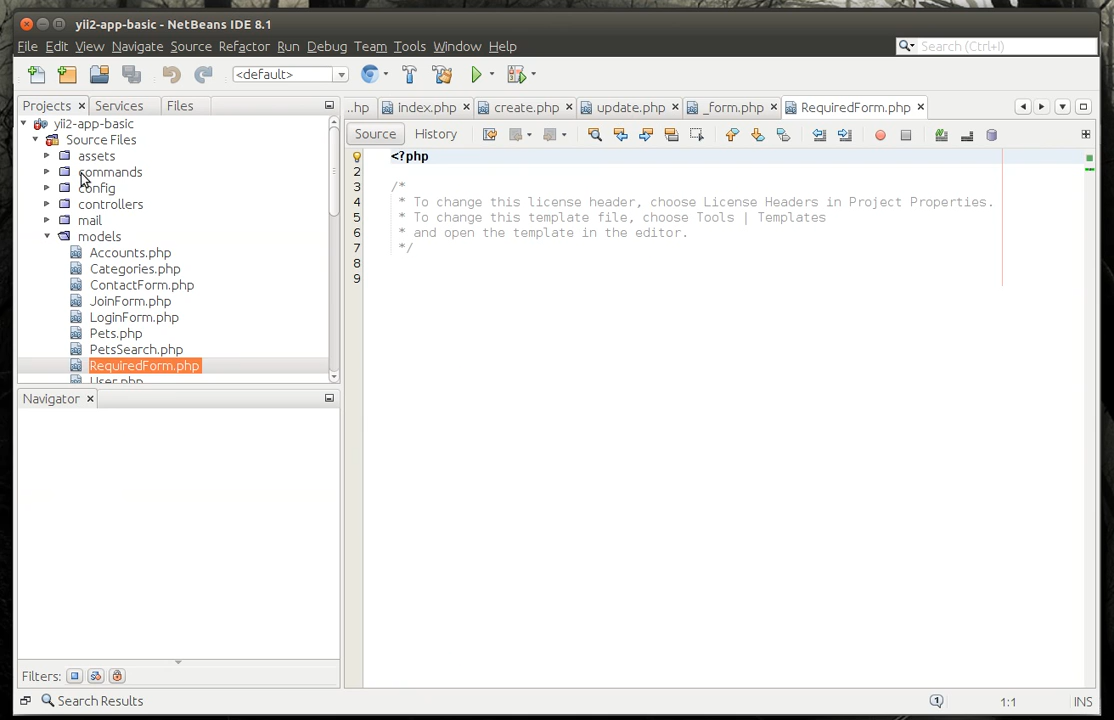 yii2-app-basic - NetBeans IDE 8.1
File Edit View Navigate Source Refactor Run Debug Team Tools Window Help
Search (Ctrl+I)
<default>
Projects Services Files
..hp index.php create.php update.php _form.php RequiredForm.php
Source History
yii2-app-basic
Source Files
assets
commands
config
controllers
mail
models
Accounts.php
Categories.php
ContactForm.php
JoinForm.php
LoginForm.php
Pets.php
PetsSearch.php
RequiredForm.php
User.php
1 <?php
2
3 /*
4 * To change this license header, choose License Headers in Project Properties.
5 * To change this template file, choose Tools | Templates
6 * and open the template in the editor.
7 */
8
9
Navigator
Filters:
Search Results
1
1:1
INS